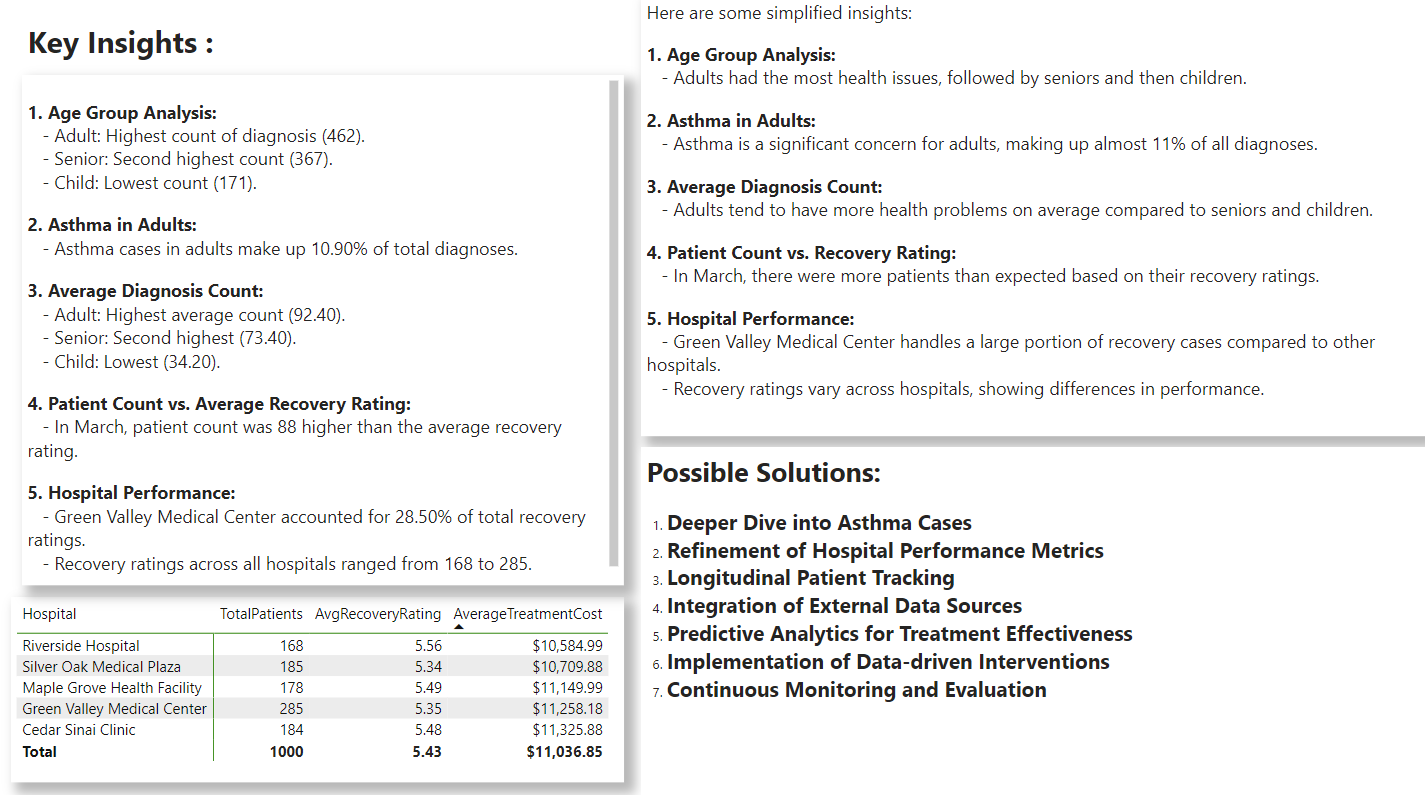 Key Insights :
1. Age Group Analysis:
- Adult: Highest count of diagnosis (462).
- Senior: Second highest count (367).
- Child: Lowest count (171).
2. Asthma in Adults:
- Asthma cases in adults make up 10.90% of total diagnoses.
3. Average Diagnosis Count:
- Adult: Highest average count (92.40).
- Senior: Second highest (73.40).
- Child: Lowest (34.20).
4. Patient Count vs. Average Recovery Rating:
- In March, patient count was 88 higher than the average recovery
rating.
5. Hospital Performance:
- Green Valley Medical Center accounted for 28.50% of total recovery
ratings.
- Recovery ratings across all hospitals ranged from 168 to 285.
Hospital TotalPatients AvgRecoveryRating AverageTreatmentCost
Riverside Hospital 168 5.56 $10,584.99
Silver Oak Medical Plaza 185 5.34 $10,709.88
Maple Grove Health Facility 178 5.49 $11,149.99
Green Valley Medical Center 285 5.35 $11,258.18
Cedar Sinai Clinic 184 5.48 $11,325.88
Total 1000 5.43 $11,036.85
Here are some simplified insights:
1. Age Group Analysis:
- Adults had the most health issues, followed by seniors and then children.
2. Asthma in Adults:
- Asthma is a significant concern for adults, making up almost 11% of all diagnoses.
3. Average Diagnosis Count:
- Adults tend to have more health problems on average compared to seniors and children.
4. Patient Count vs. Recovery Rating:
- In March, there were more patients than expected based on their recovery ratings.
5. Hospital Performance:
- Green Valley Medical Center handles a large portion of recovery cases compared to other
hospitals.
- Recovery ratings vary across hospitals, showing differences in performance.
Possible Solutions:
1. Deeper Dive into Asthma Cases
2. Refinement of Hospital Performance Metrics
3. Longitudinal Patient Tracking
4. Integration of External Data Sources
5. Predictive Analytics for Treatment Effectiveness
6. Implementation of Data-driven Interventions
7. Continuous Monitoring and Evaluation